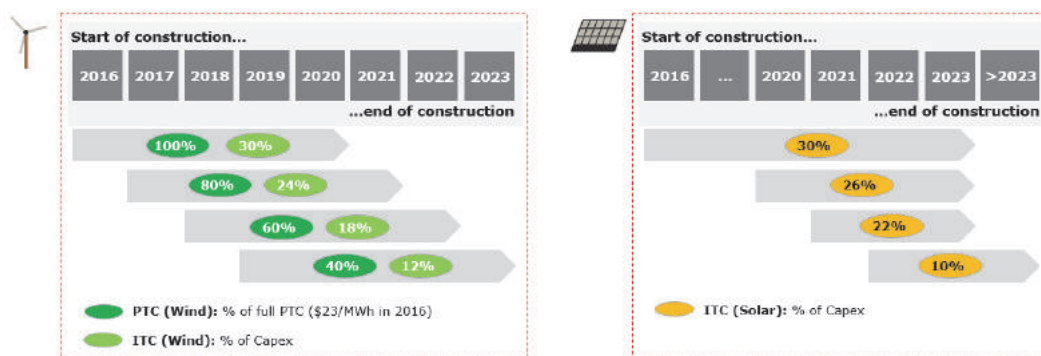 Start of construction...
2016 2017 2018 2019 2020 2021 2022 2023
...end of construction
100% 30%
80% 24%
60% 18%
40% 12%
PTC (Wind): % of full PTC ($23/MWh in 2016)
ITC (Wind): % of Capex
Start of construction...
2016 ... 2020 2021 2022 2023 >2023
...end of construction
30%
26%
22%
10%
ITC (Solar): % of Capex